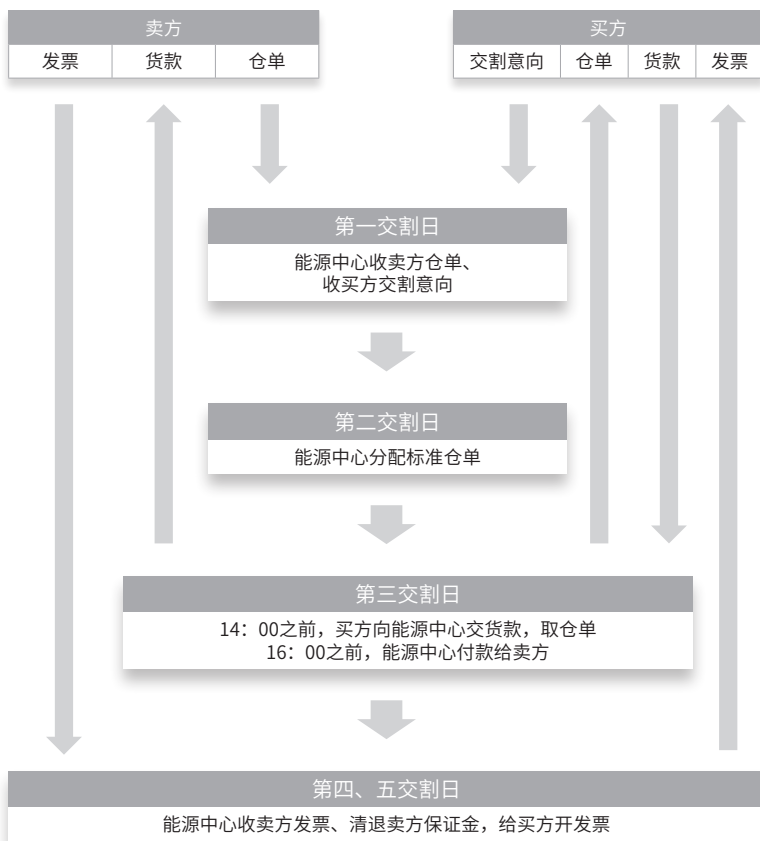 卖方
发票 货款 仓单
买方
交割意向 仓单 货款 发票
第一交割日
能源中心收卖方仓单、
收买方交割意向
第二交割日
能源中心分配标准仓单
第三交割日
14：00之前，买方向能源中心交货款，取仓单
16：00之前，能源中心付款给卖方
第四、五交割日
能源中心收卖方发票、清退卖方保证金，给买方开发票